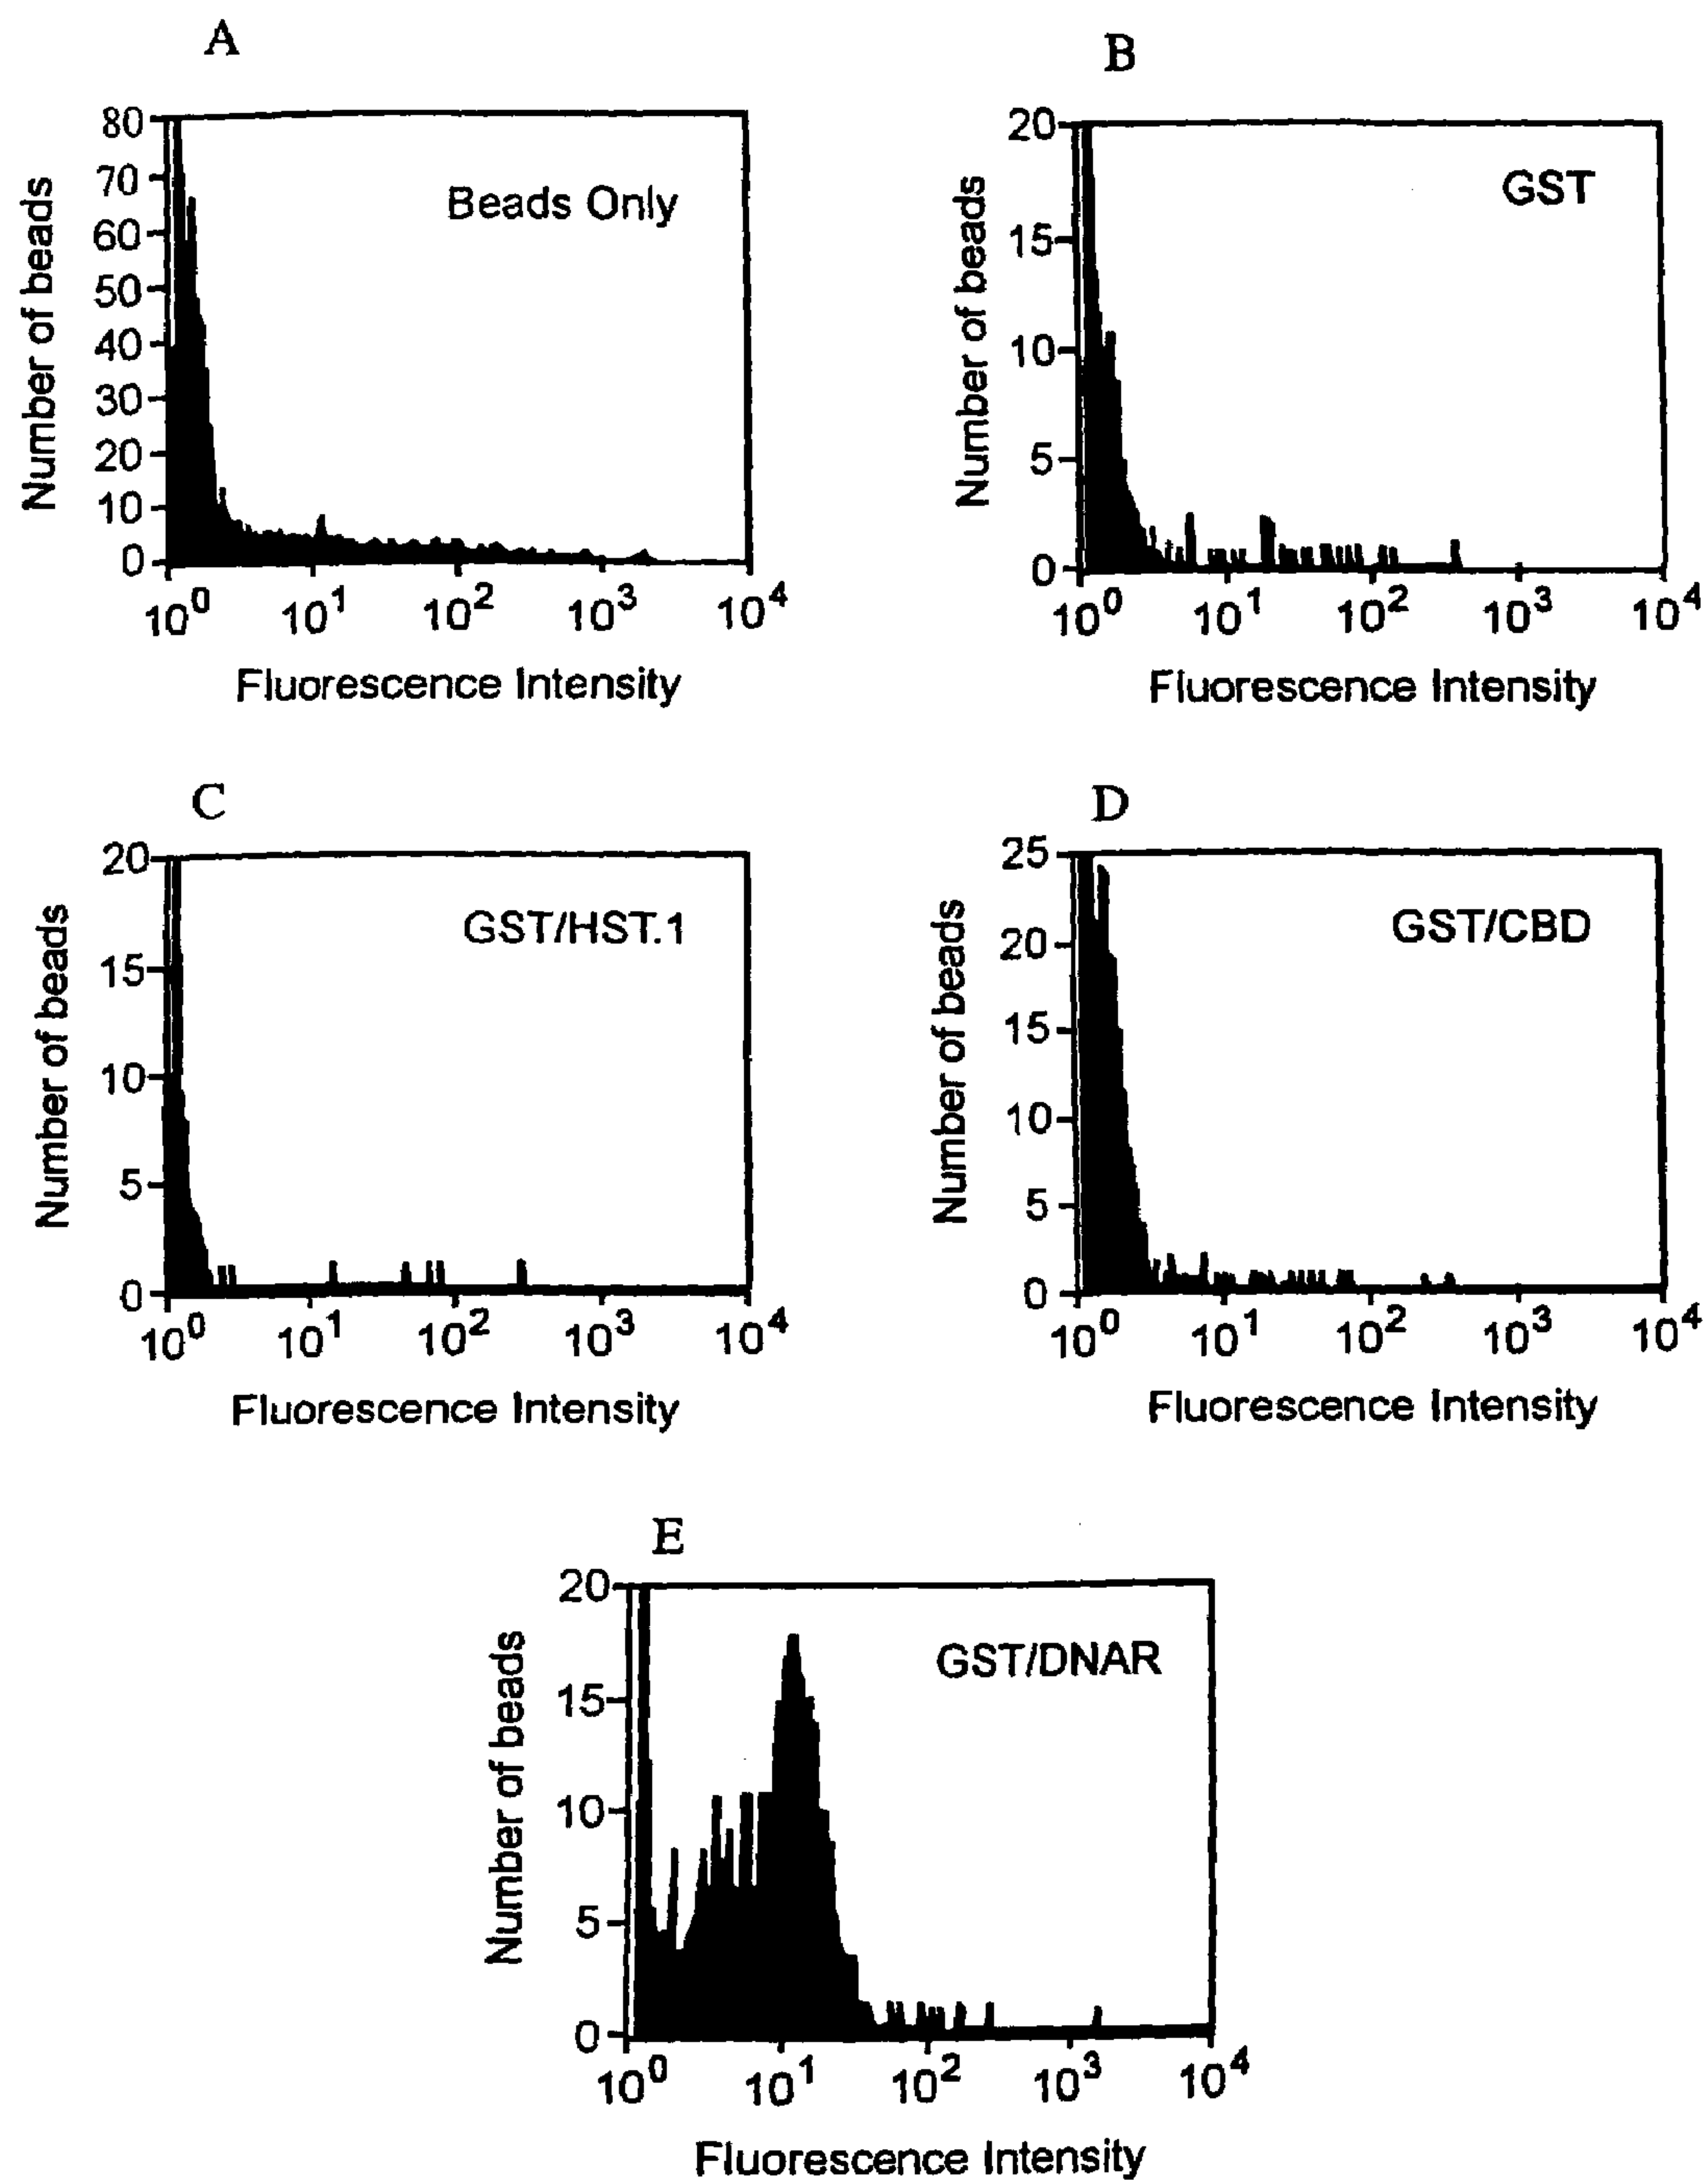 A
80
70
60
50
40
30
20
10
0
Number of beads
Beads Only
10^0 10^1 10^2 10^3 10^4
Fluorescence Intensity
B
20
15
10
5
0
Number of beads
GST
10^0 10^1 10^2 10^3 10^4
Fluorescence Intensity
C
20
15
10
5
0
Number of beads
GST/HST.1
10^0 10^1 10^2 10^3 10^4
Fluorescence Intensity
D
25
20
15
10
5
0
Number of beads
GST/CBD
10^0 10^1 10^2 10^3 10^4
Fluorescence Intensity
E
20
15
10
5
0
Number of beads
GST/DNAR
10^0 10^1 10^2 10^3 10^4
Fluorescence Intensity